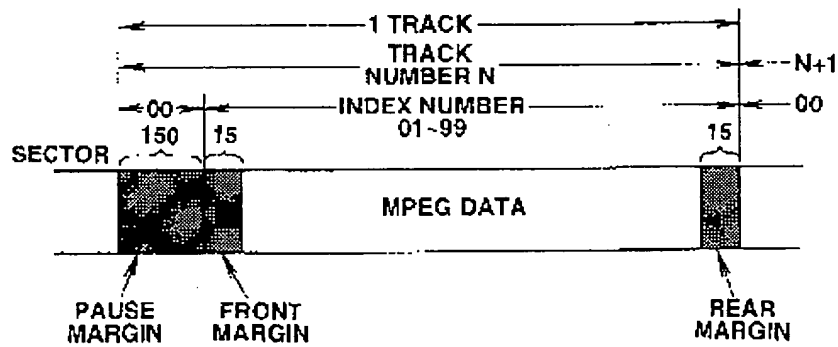 1 TRACK
TRACK
NUMBER N
N+1
00
INDEX NUMBER
01~99
00
150
15
15
SECTOR
MPEG DATA
PAUSE
MARGIN
FRONT
MARGIN
REAR
MARGIN